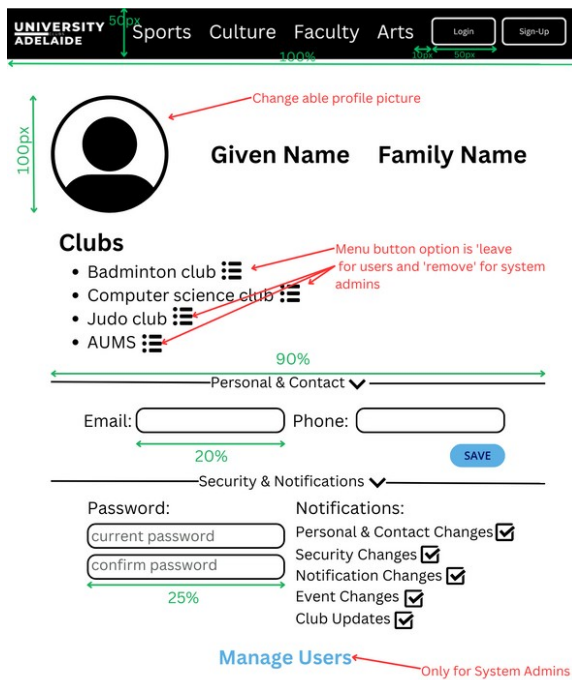 UNIVERSITY
ADELAIDE
50px
Sports Culture Faculty Arts
Login
Sign-Up
10px 50px
100%
Change able profile picture
100px
Given Name Family Name
Clubs
• Badminton club
• Computer science club
• Judo club
• AUMS
Menu button option is 'leave
for users and 'remove' for system
admins
90%
Personal & Contact
Email: Phone:
20%
SAVE
Security & Notifications
Password:
current password
confirm password
25%
Notifications:
Personal & Contact Changes
Security Changes
Notification Changes
Event Changes
Club Updates
Manage Users
Only for System Admins